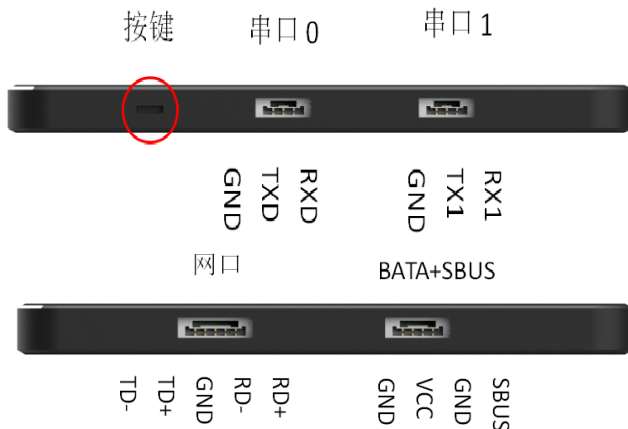 按键 串口 0 串口 1
GND TXD RXD GND TX1 RX1
网口 BATA+SBUS
TD- TD+ GND RD- RD+ GND VCC GND SBUS